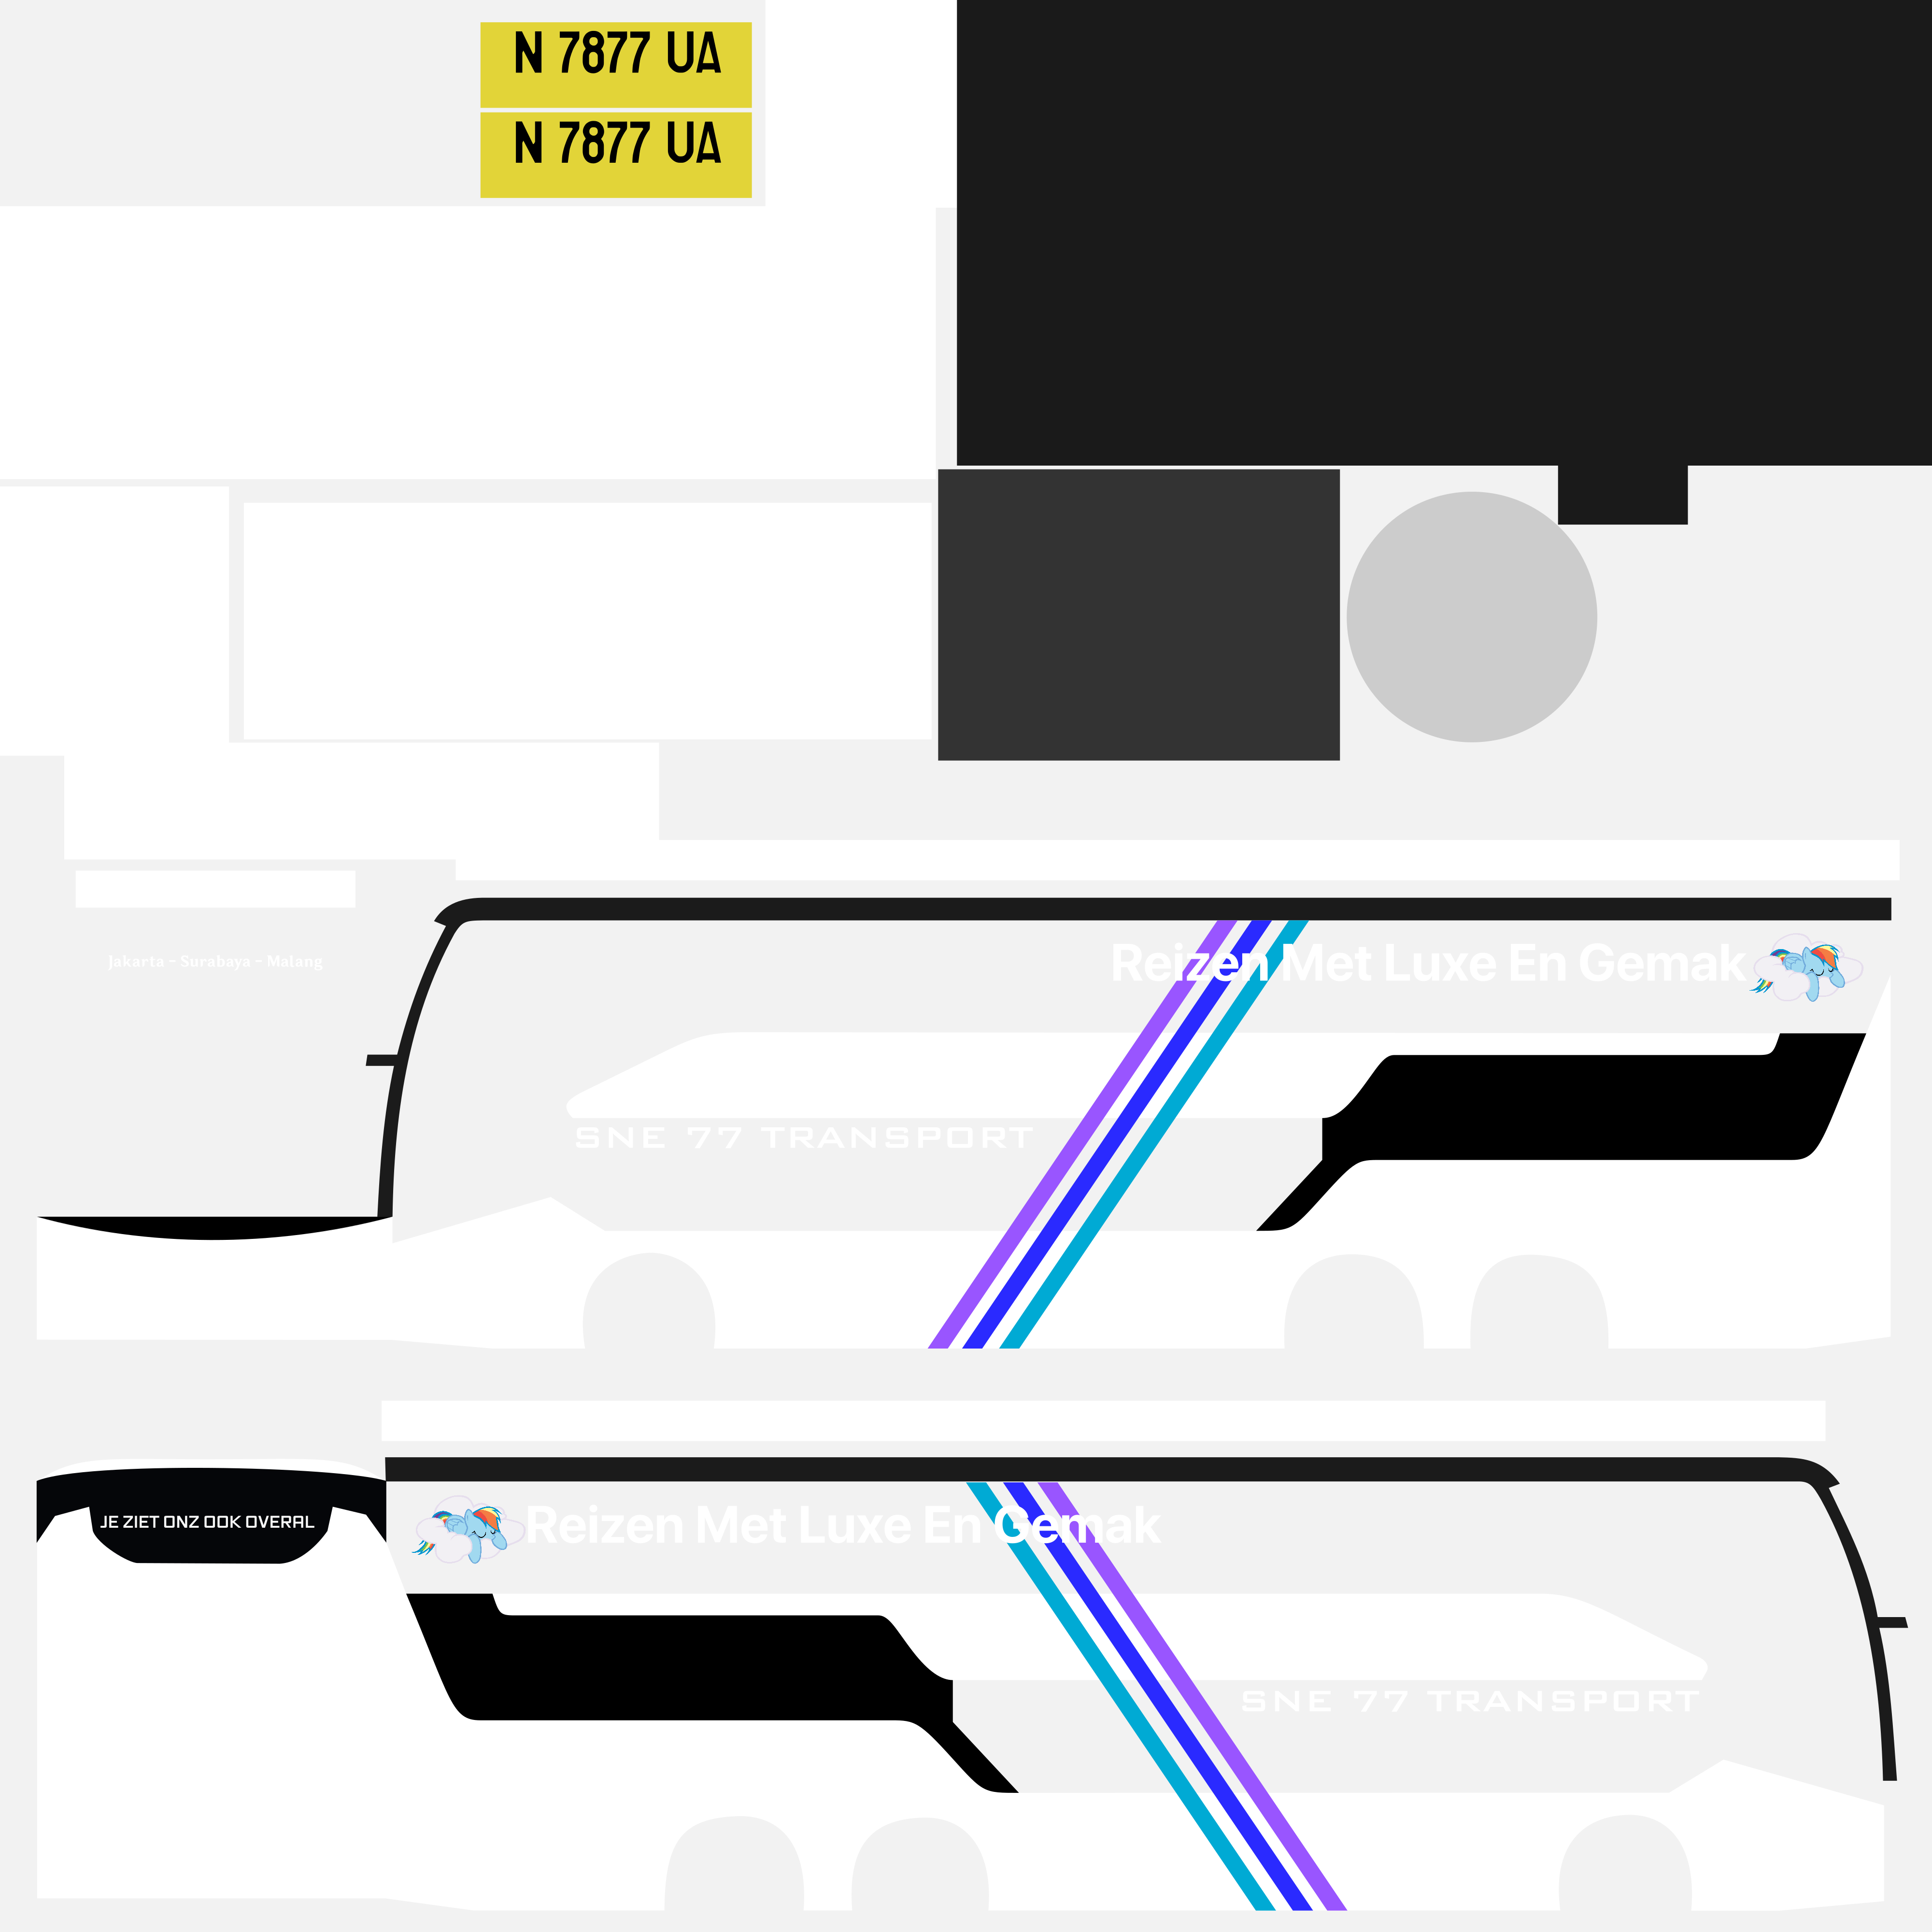 N 7877 UA
N 7877 UA
Reizen Met Luxe En Gemak
Jakarta - Surabaya - Malang
SNE 77 TRANSPORT
JE ZIET ONZ OOK OVERAL
Reizen Met Luxe En Gemak
SNE 77 TRANSPORT